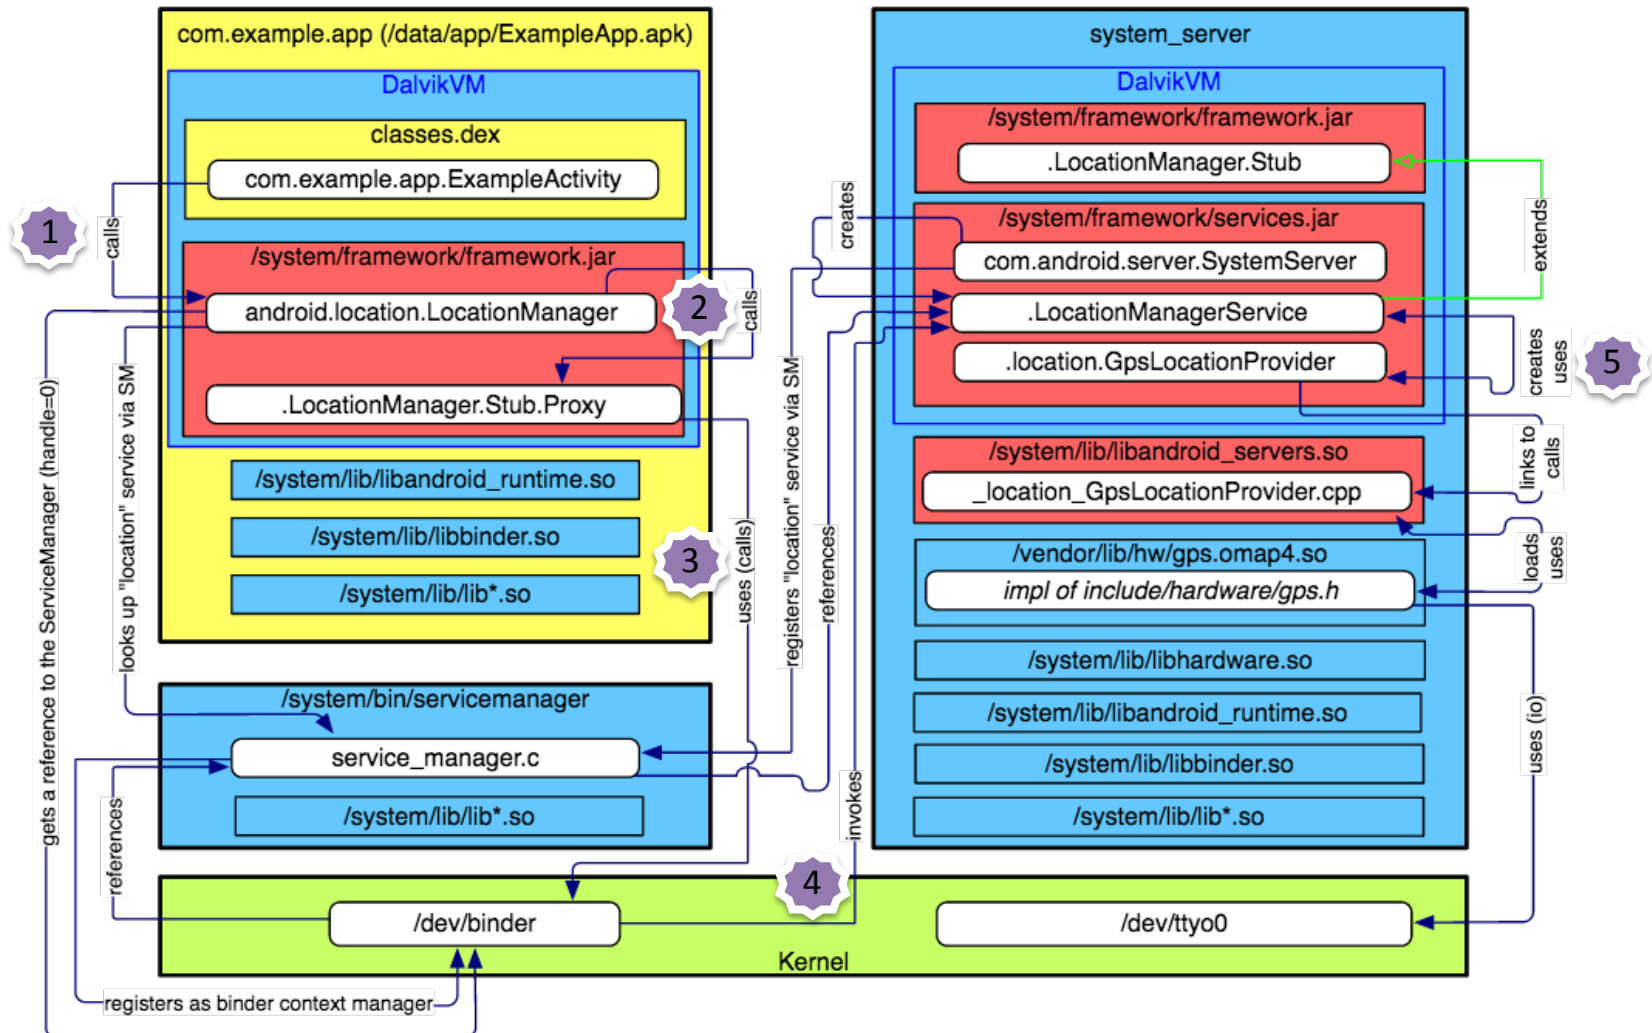 com.example.app (/data/app/ExampleApp.apk)
DalvikVM
classes.dex
com.example.app.ExampleActivity
1
calls
/system/framework/framework.jar
android.location.LocationManager
2
calls
.LocationManager.Stub.Proxy
/system/lib/libandroid_runtime.so
/system/lib/libbinder.so
3
/system/lib/lib*.so
gets a reference to the ServiceManager (handle=0)
looks up "location" service via SM
uses (calls)
registers "location" service via SM
references
creates
invokes
/system/bin/servicemanager
service_manager.c
/system/lib/lib*.so
references
system_server
DalvikVM
/system/framework/framework.jar
.LocationManager.Stub
/system/framework/services.jar
com.android.server.SystemServer
.LocationManagerService
.location.GpsLocationProvider
extends
creates
uses
5
/system/lib/libandroid_servers.so
_location_GpsLocationProvider.cpp
links to
calls
/vendor/lib/hw/gps.omap4.so
impl of include/hardware/gps.h
loads
uses
/system/lib/libhardware.so
/system/lib/libandroid_runtime.so
/system/lib/libbinder.so
/system/lib/lib*.so
uses (io)
4
/dev/binder
/dev/ttyo0
Kernel
registers as binder context manager